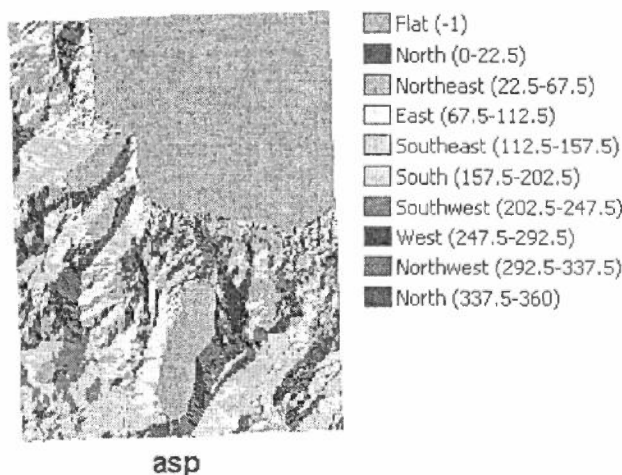 Flat (-1)
North (0-22.5)
Northeast (22.5-67.5)
East (67.5-112.5)
Southeast (112.5-157.5)
South (157.5-202.5)
Southwest (202.5-247.5)
West (247.5-292.5)
Northwest (292.5-337.5)
North (337.5-360)
asp